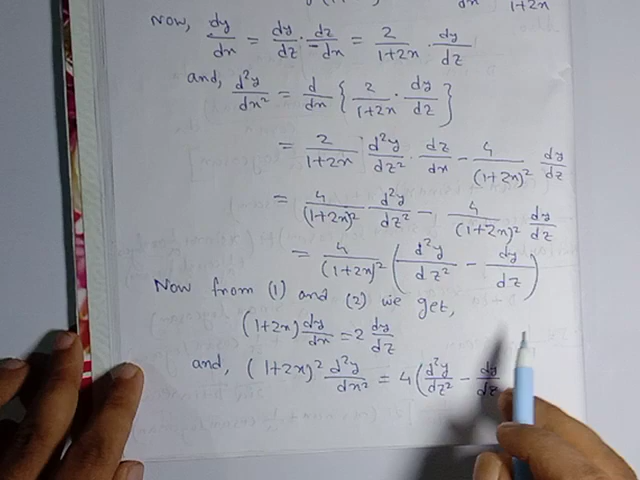 1+2x
Now, dy/dx = dy/dz · dz/dx = 2/(1+2x) · dy/dz
and, d²y/dx² = d/dx { 2/(1+2x) · dy/dz }
= 2/(1+2x) d²y/dz² · dz/dx − 4/(1+2x)² dy/dz
= 4/(1+2x)² d²y/dz² − 4/(1+2x)² dy/dz
= 4/(1+2x)² ( d²y/dz² − dy/dz )
Now from (1) and (2) we get,
(1+2x) dy/dx = 2 dy/dz
and, (1+2x)² d²y/dx² = 4 ( d²y/dz² − dy/dz